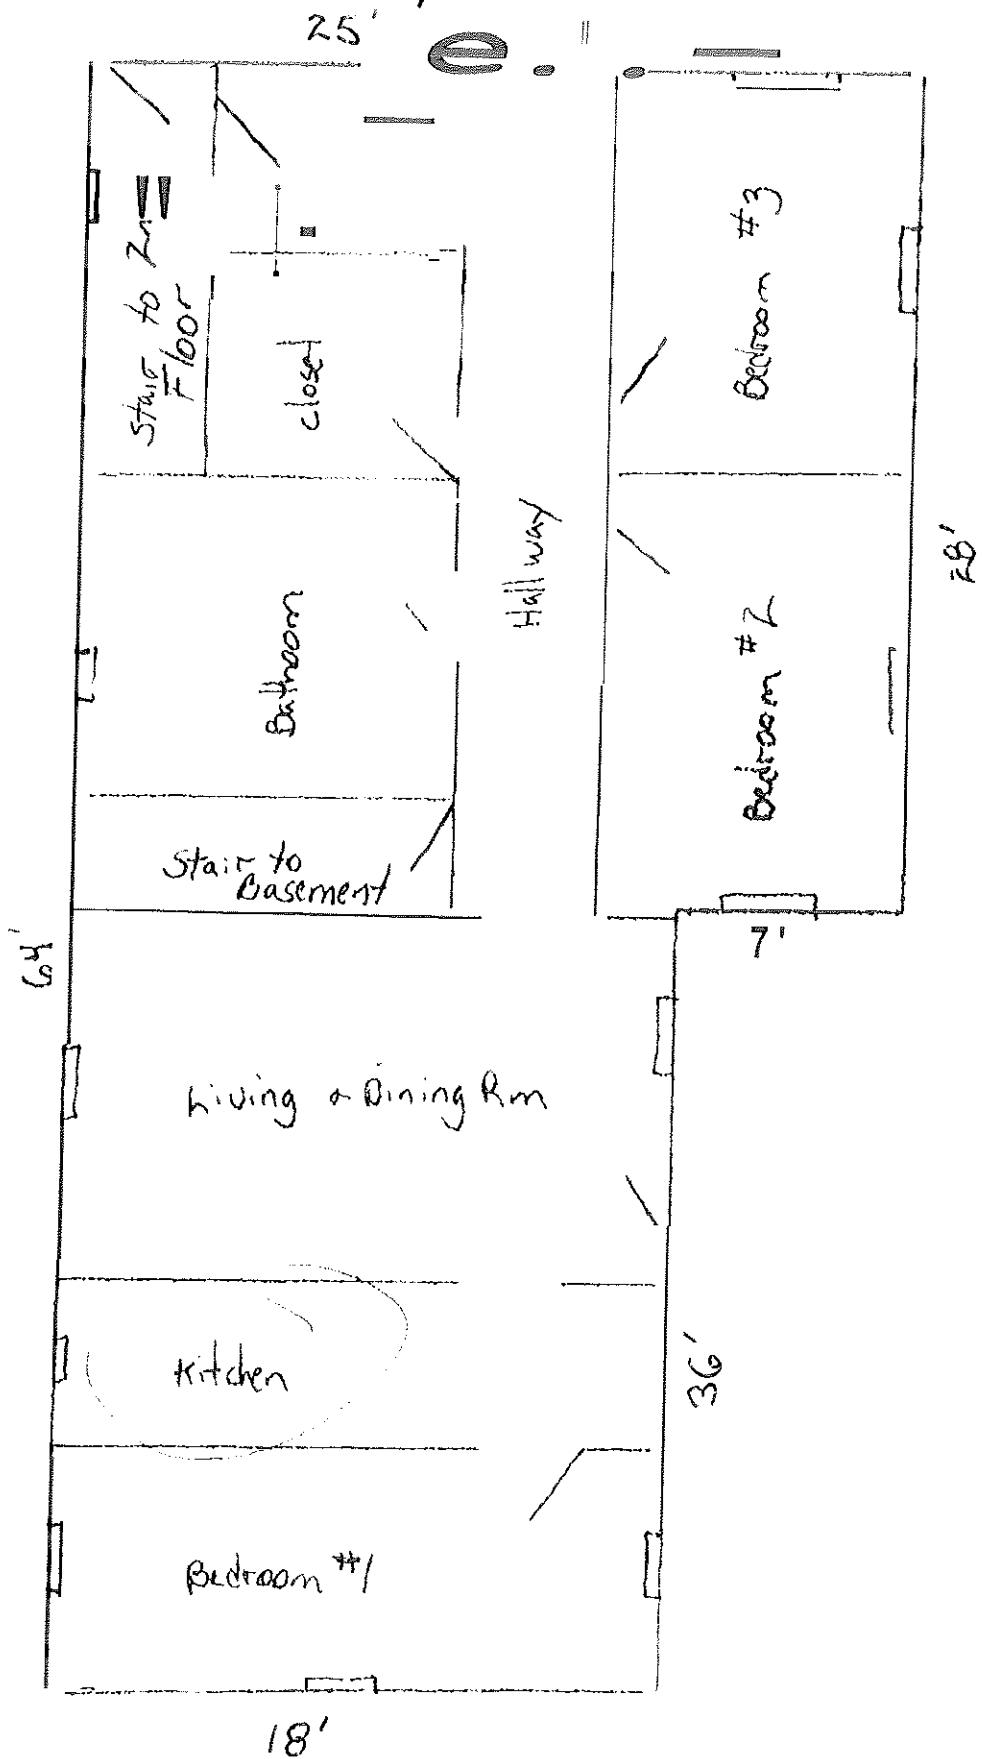 25'
e.
Stair to 2nd
Floor
closet
Bedroom #3
Hallway
Bathroom
Bedroom #2
28'
Stair to
Basement
7'
64'
Living & Dining Rm
Kitchen
36'
Bedroom #1
18'